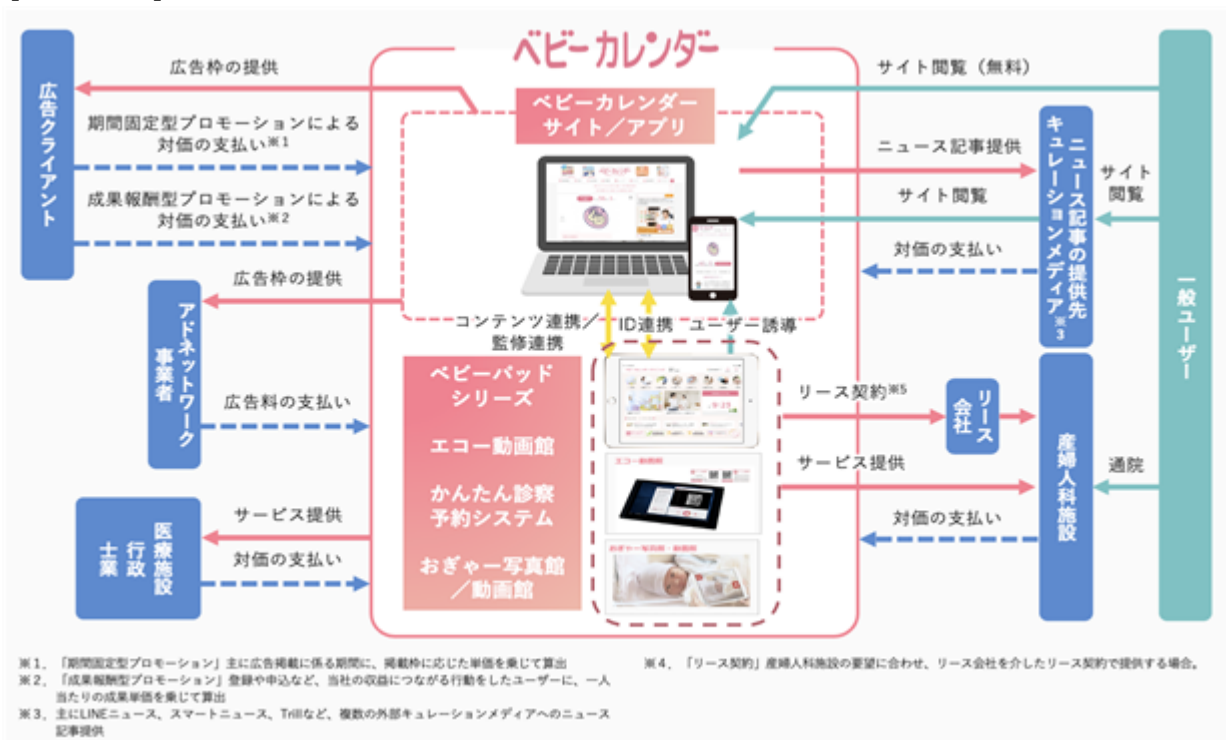 ベビーカレンダー
広告クライアント
広告枠の提供
期間固定型プロモーションによる
対価の支払い※1
成果報酬型プロモーションによる
対価の支払い※2
アドネットワーク
事業者
広告枠の提供
広告料の支払い
医療施設
行政
士業
サービス提供
対価の支払い
ベビーカレンダー
サイト／アプリ
コンテンツ連携／
監修連携
ID連携
ユーザー誘導
ベビーパッド
シリーズ
エコー動画館
かんたん診察
予約システム
おぎゃー写真館
／動画館
エコー動画館
おぎゃー写真館・動画館
サイト閲覧（無料）
ニュース記事提供
サイト閲覧
対価の支払い
ニュース記事の提供先
キュレーションメディア※3
サイト
閲覧
リース契約※5
リース
会社
サービス提供
対価の支払い
産婦人科施設
通院
一般ユーザー
※1、「期間固定型プロモーション」主に広告掲載に係る期間に、掲載枠に応じた単価を乗じて算出
※2、「成果報酬型プロモーション」登録や申込など、当社の収益につながる行動をしたユーザーに、一人
当たりの成果単価を乗じて算出
※3、主にLINEニュース、スマートニュース、Trillなど、複数の外部キュレーションメディアへのニュース
記事提供
※4、「リース契約」産婦人科施設の要望に合わせ、リース会社を介したリース契約で提供する場合。